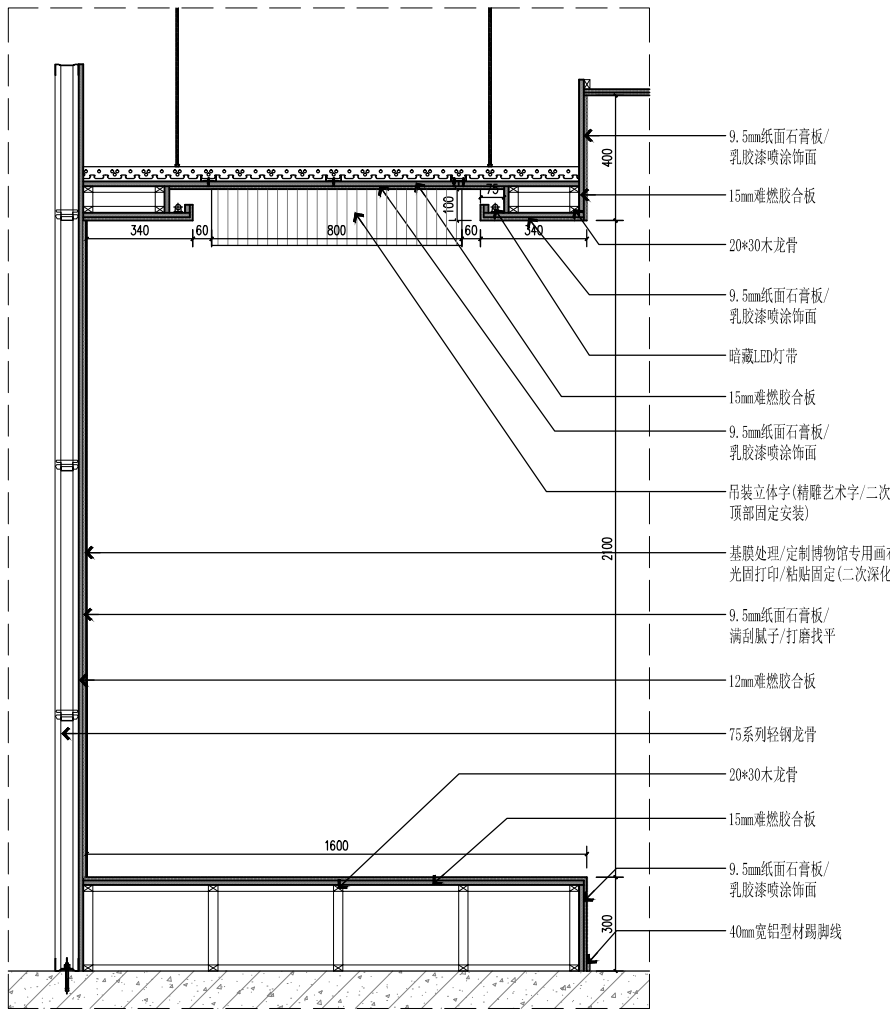 9.5mm纸面石膏板/
乳胶漆喷涂饰面
400
15mm难燃胶合板
75
100
340
60
800
60
340
20*30木龙骨
9.5mm纸面石膏板/
乳胶漆喷涂饰面
暗藏LED灯带
15mm难燃胶合板
9.5mm纸面石膏板/
乳胶漆喷涂饰面
吊装立体字(精雕艺术字/二次
顶部固定安装)
2100
基膜处理/定制博物馆专用画布
光固打印/粘贴固定(二次深化
9.5mm纸面石膏板/
满刮腻子/打磨找平
12mm难燃胶合板
75系列轻钢龙骨
20*30木龙骨
15mm难燃胶合板
1600
9.5mm纸面石膏板/
乳胶漆喷涂饰面
300
40mm宽铝型材踢脚线